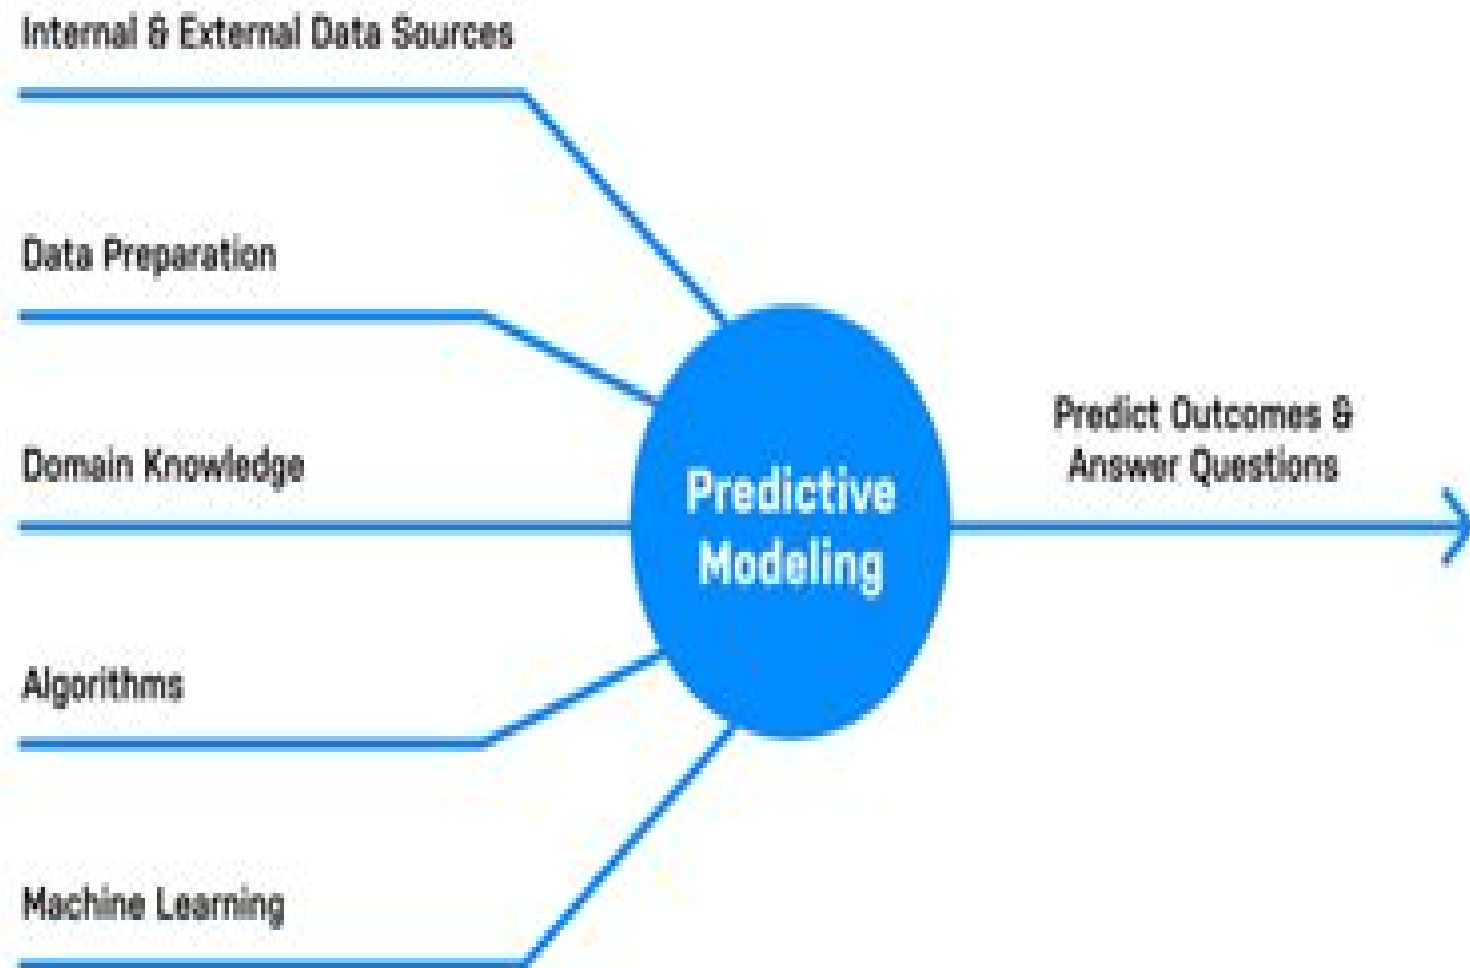 Internal & External Data Sources
Data Preparation
Domain Knowledge
Algorithms
Machine Learning
Predictive
Modeling
Predict Outcomes &
Answer Questions